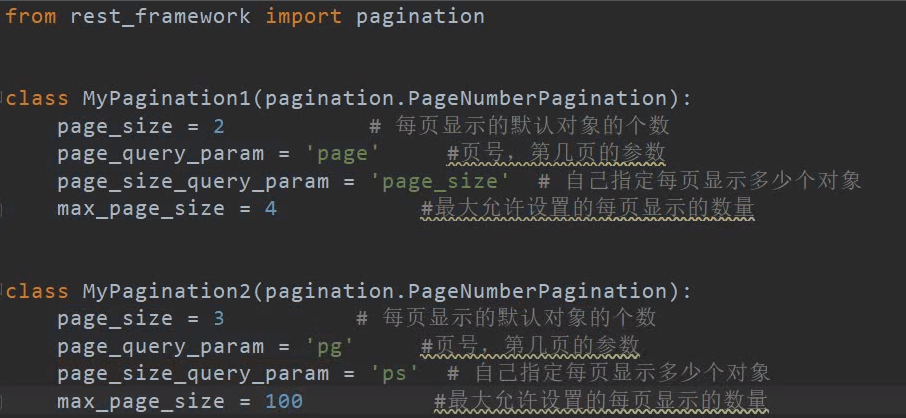 from rest_framework import pagination
class MyPagination1(pagination.PageNumberPagination):
page_size = 2 # 每页显示的默认对象的个数
page_query_param = 'page' #页号，第几页的参数
page_size_query_param = 'page_size' # 自己指定每页显示多少个对象
max_page_size = 4 #最大允许设置的每页显示的数量
class MyPagination2(pagination.PageNumberPagination):
page_size = 3 # 每页显示的默认对象的个数
page_query_param = 'pg' #页号，第几页的参数
page_size_query_param = 'ps' # 自己指定每页显示多少个对象
max_page_size = 100 #最大允许设置的每页显示的数量